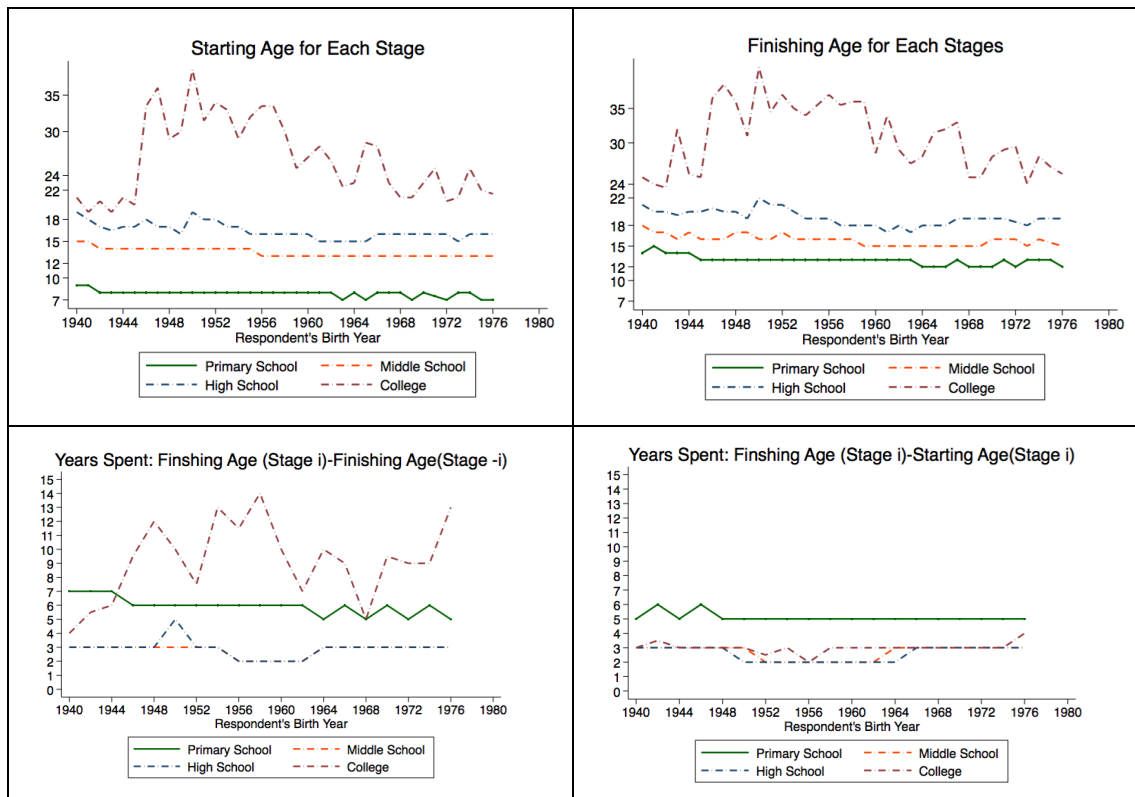 Starting Age for Each Stage
35
30
24
22
18
15
12
10
7
1940 1944 1948 1952 1956 1960 1964 1968 1972 1976 1980
Respondent's Birth Year
Primary School Middle School
High School College
Finishing Age for Each Stages
35
30
24
22
18
15
12
10
7
1940 1944 1948 1952 1956 1960 1964 1968 1972 1976 1980
Respondent's Birth Year
Primary School Middle School
High School College
Years Spent: Finshing Age (Stage i)-Finishing Age(Stage -i)
15
14
13
12
11
10
9
8
7
6
5
4
3
2
1
0
1940 1944 1948 1952 1956 1960 1964 1968 1972 1976 1980
Respondent's Birth Year
Primary School Middle School
High School College
Years Spent: Finshing Age (Stage i)-Starting Age(Stage i)
15
14
13
12
11
10
9
8
7
6
5
4
3
2
1
0
1940 1944 1948 1952 1956 1960 1964 1968 1972 1976 1980
Respondent's Birth Year
Primary School Middle School
High School College